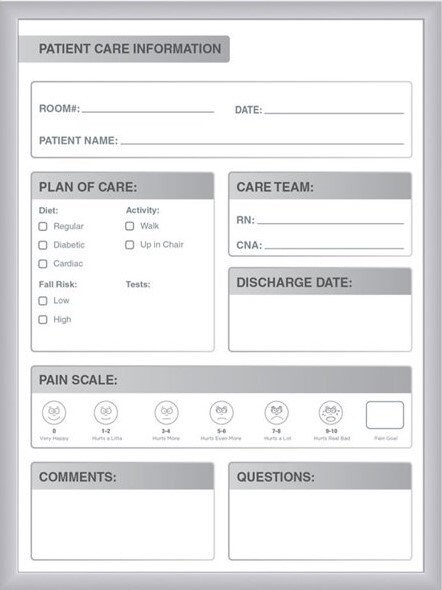 PATIENT CARE INFORMATION
ROOM#: DATE:
PATIENT NAME:
PLAN OF CARE:
Diet: Activity:
Regular Walk
Diabetic Up in Chair
Cardiac
Fall Risk: Tests:
Low
High
CARE TEAM:
RN:
CNA:
DISCHARGE DATE:
PAIN SCALE:
0 1-2 3-4 5-6 7-8 9-10
Very Happy Hurts a Little Hurts More Hurts Even More Hurts a Lot Hurts Real Bad Pain Goal
COMMENTS:
QUESTIONS: